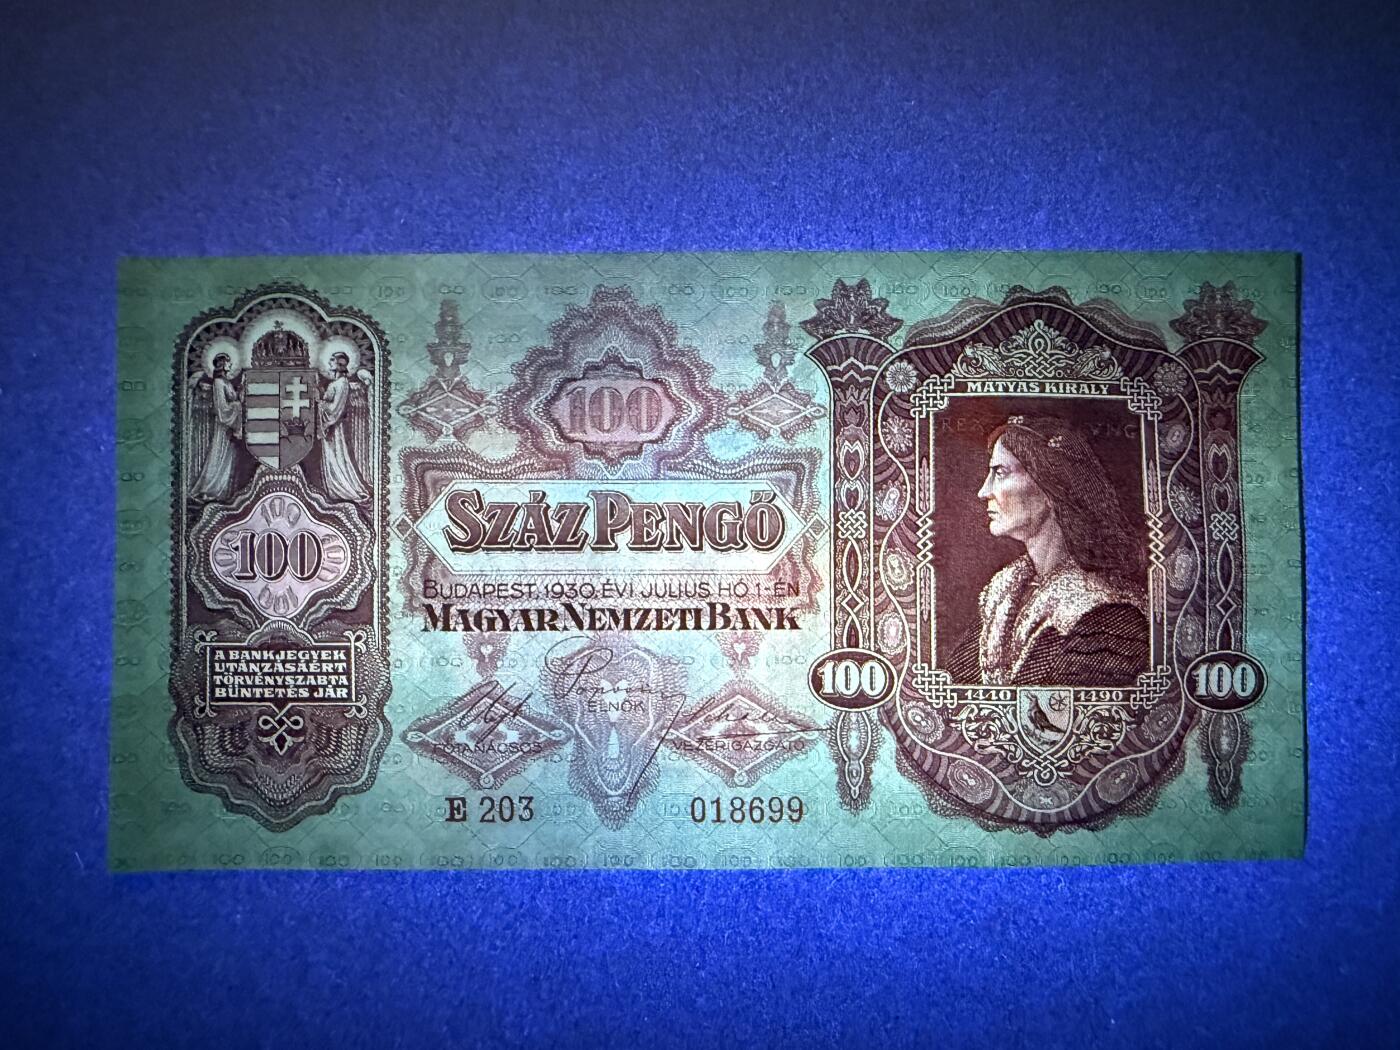 100
SZÁZ PENGŐ
BUDAPEST, 1930. ÉVI JULIUS HÓ 1-ÉN
MAGYAR NEMZETI BANK
FŐTANÁCSOS
ELNÖK
VEZÉRIGAZGATÓ
E 203
018699
100
A BANKJEGYEK
UTÁNZÁSÁÉRT
TÖRVÉNYSZABTA
BÜNTETÉS JÁR
MÁTYÁS KIRÁLY
1440
1490
100
100